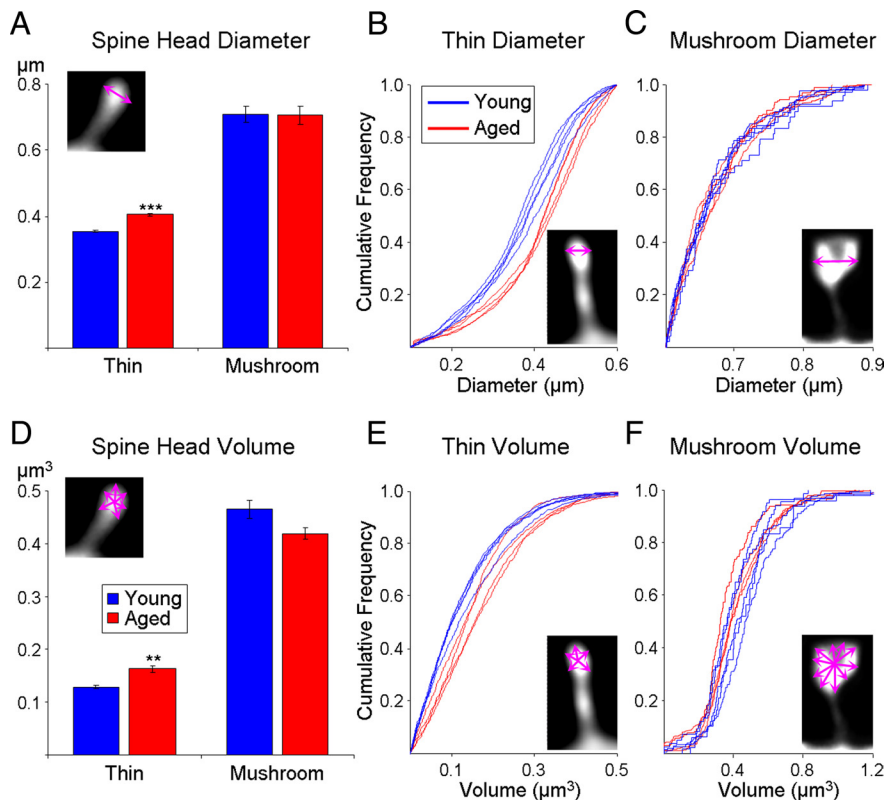 A
Spine Head Diameter
µm
0.8
0.6
0.4
0.2
***
Thin
Mushroom
B
Thin Diameter
Cumulative Frequency
1.0
0.8
0.6
0.4
0.2
Young
Aged
0.2
0.4
0.6
Diameter (µm)
C
Mushroom Diameter
1.0
0.8
0.6
0.4
0.2
0.7
0.8
0.9
Diameter (µm)
D
Spine Head Volume
µm³
0.5
0.4
0.3
0.2
0.1
Young
Aged
**
Thin
Mushroom
E
Thin Volume
Cumulative Frequency
1.0
0.8
0.6
0.4
0.2
0.1
0.3
0.5
Volume (µm³)
F
Mushroom Volume
1.0
0.8
0.6
0.4
0.2
0.4
0.8
1.2
Volume (µm³)